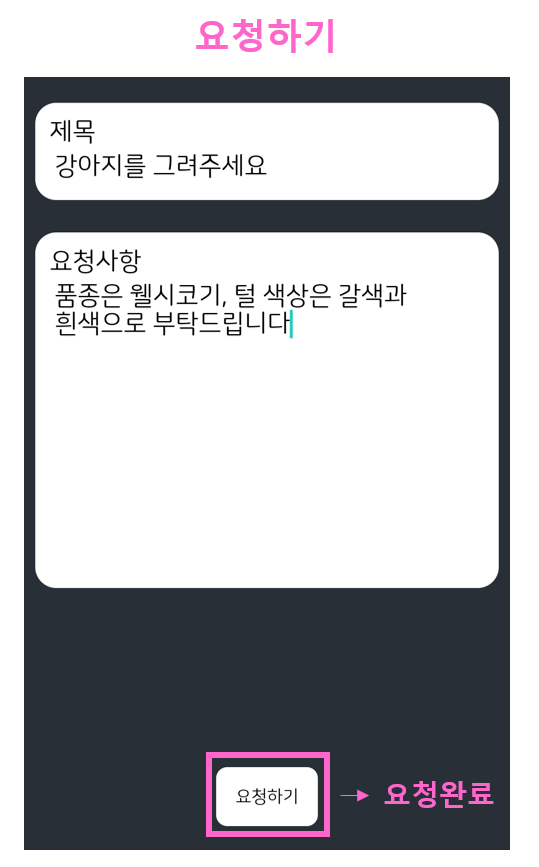 요청하기
제목
강아지를 그려주세요
요청사항
품종은 웰시코기, 털 색상은 갈색과
흰색으로 부탁드립니다
요청하기
요청완료